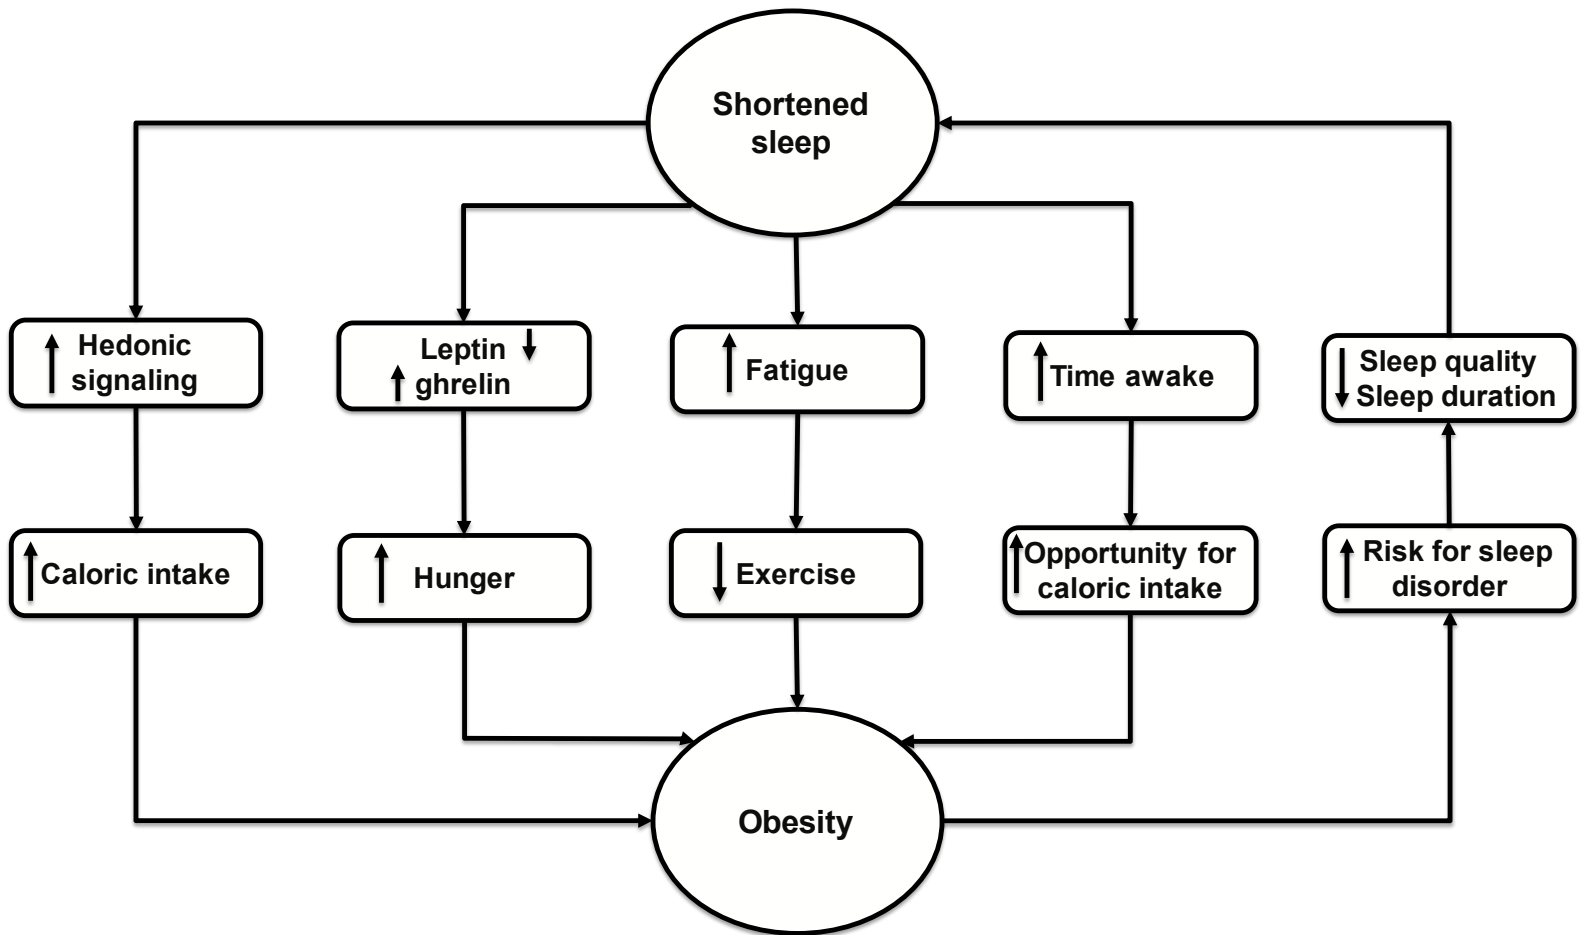 Shortened
sleep
Hedonic
signaling
Leptin
ghrelin
Fatigue
Time awake
Sleep quality
Sleep duration
Caloric intake
Hunger
Exercise
Opportunity for
caloric intake
Risk for sleep
disorder
Obesity